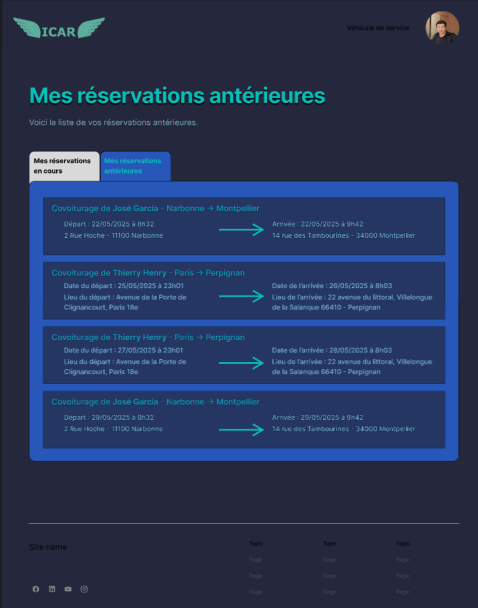 ICAR
Véhicule de service
Mes réservations antérieures
Voici la liste de vos réservations antérieures.
Mes réservations
en cours
Mes réservations
antérieures
Covoiturage de José Garcia - Narbonne → Montpellier
Départ : 22/05/2025 à 8h32
2 Rue Hoche - 11100 Narbonne
Arrivée : 22/05/2025 à 9h42
14 rue des Tambourines - 34000 Montpellier
Covoiturage de Thierry Henry - Paris → Perpignan
Date du départ : 25/05/2025 à 23h01
Lieu du départ : Avenue de la Porte de
Clignancourt, Paris 18e
Date de l'arrivée : 26/05/2025 à 8h03
Lieu de l'arrivée : 22 avenue du littoral, Villelongue
de la Salanque 66410 - Perpignan
Covoiturage de Thierry Henry - Paris → Perpignan
Date du départ : 27/05/2025 à 23h01
Lieu du départ : Avenue de la Porte de
Clignancourt, Paris 18e
Date de l'arrivée : 28/05/2025 à 8h03
Lieu de l'arrivée : 22 avenue du littoral, Villelongue
de la Salanque 66410 - Perpignan
Covoiturage de José Garcia - Narbonne → Montpellier
Départ : 29/05/2025 à 8h32
2 Rue Hoche - 11100 Narbonne
Arrivée : 29/05/2025 à 9h42
14 rue des Tambourines - 34000 Montpellier
Site name
Topic
Topic
Topic
Page
Page
Page
Page
Page
Page
Page
Page
Page